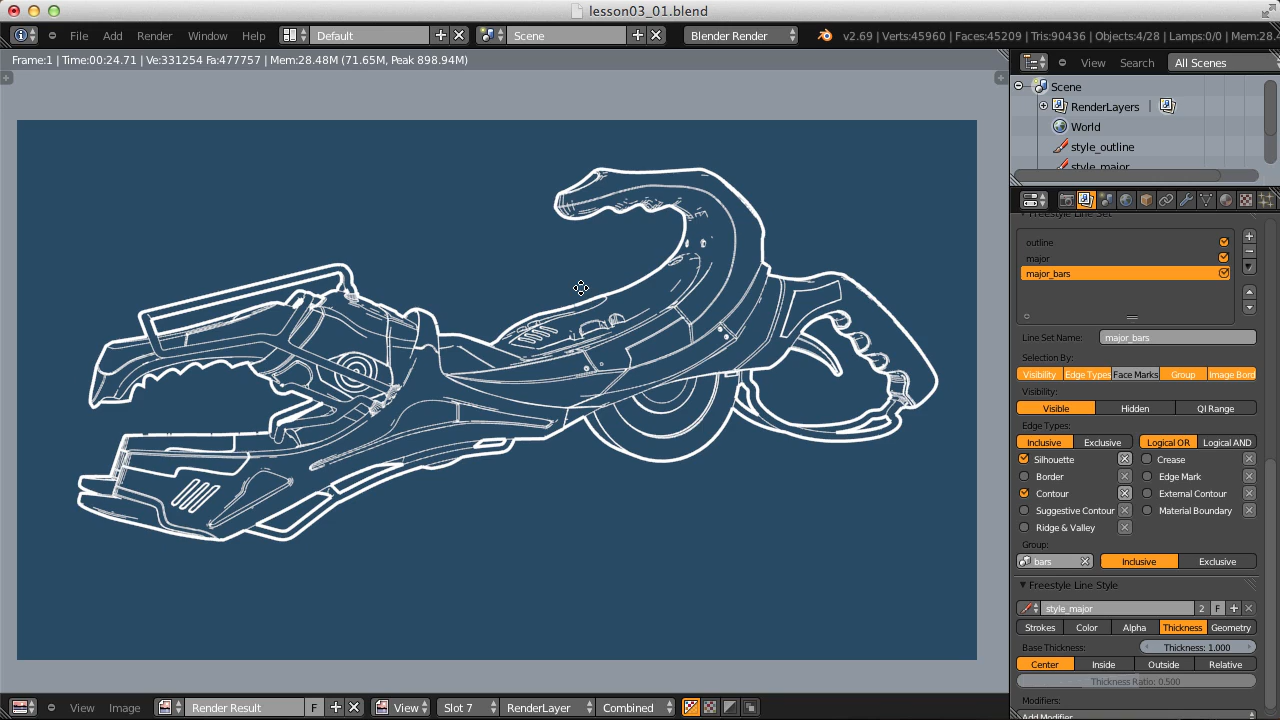 lesson03_01.blend
File Add Render Window Help Default Scene Blender Render v2.69 | Verts:45960 | Faces:45209 | Tris:90436 | Objects:4/28 | Lamps:0/0 | Mem:28.4
Frame:1 | Time:00:24.71 | Ve:331254 Fa:477757 | Mem:28.48M (71.65M, Peak 898.94M)
View Search All Scenes
Scene
RenderLayers |
World
style_outline
style_major
Freestyle Line Set
outline
major
major_bars
Line Set Name: major_bars
Selection By:
Visibility Edge Types Face Marks Group Image Bord
Visibility:
Visible Hidden QI Range
Edge Types:
Inclusive Exclusive Logical OR Logical AND
Silhouette Crease
Border Edge Mark
Contour External Contour
Suggestive Contour Material Boundary
Ridge & Valley
Group:
bars Inclusive Exclusive
Freestyle Line Style
style_major 2 F
Strokes Color Alpha Thickness Geometry
Base Thickness: Thickness: 1.000
Center Inside Outside Relative
Thickness Ratio: 0.500
Modifiers:
Add Modifier
View Image Render Result F View Slot 7 RenderLayer Combined